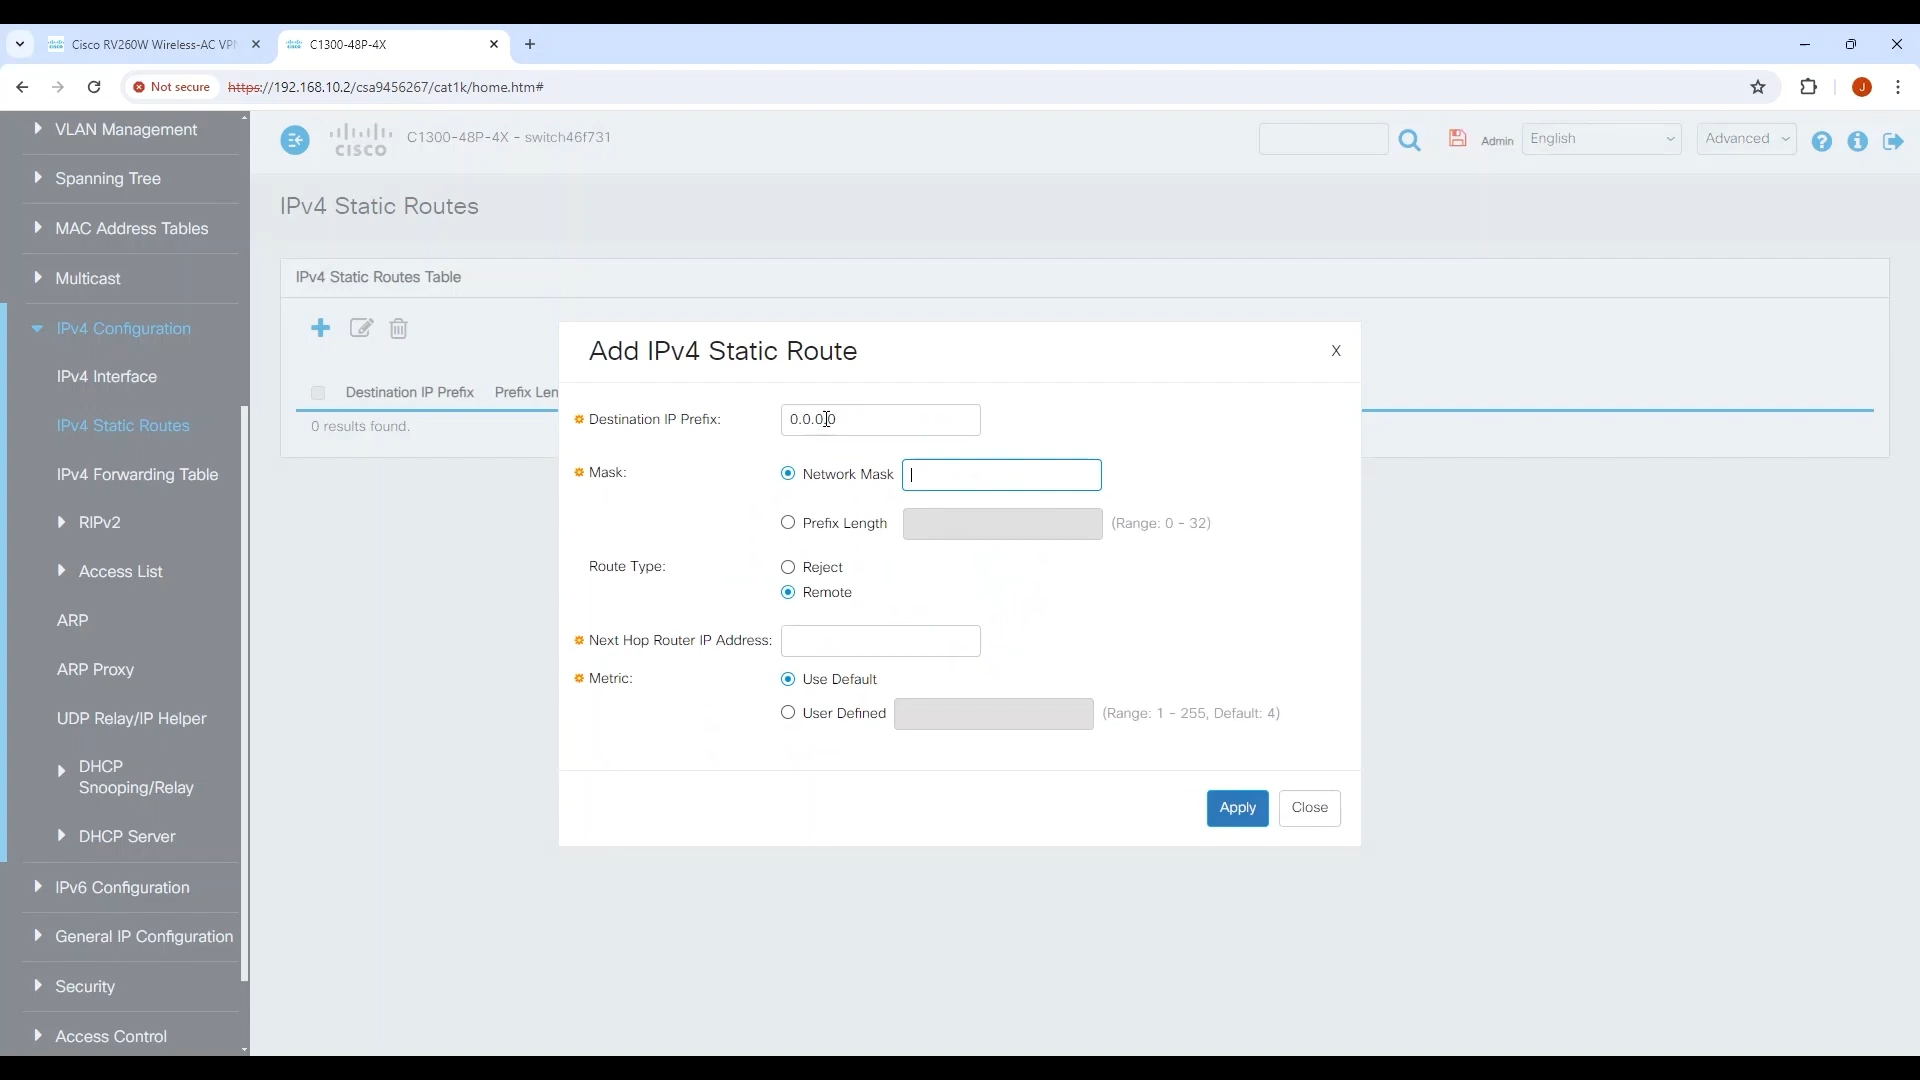 Cisco RV260W Wireless-AC VPN
C1300-48P-4X
Not secure https://192.168.10.2/csa9456267/cat1k/home.htm#
J
VLAN Management
Spanning Tree
MAC Address Tables
Multicast
IPv4 Configuration
IPv4 Interface
IPv4 Static Routes
IPv4 Forwarding Table
RIPv2
Access List
ARP
ARP Proxy
UDP Relay/IP Helper
DHCP
Snooping/Relay
DHCP Server
IPv6 Configuration
General IP Configuration
Security
Access Control
CISCO
C1300-48P-4X - switch46f731
Admin English Advanced
IPv4 Static Routes
IPv4 Static Routes Table
Destination IP Prefix Prefix Len
0 results found.
Add IPv4 Static Route X
Destination IP Prefix: 0.0.0.0
Mask: Network Mask
Prefix Length (Range: 0 - 32)
Route Type: Reject
Remote
Next Hop Router IP Address:
Metric: Use Default
User Defined (Range: 1 - 255, Default: 4)
Apply Close